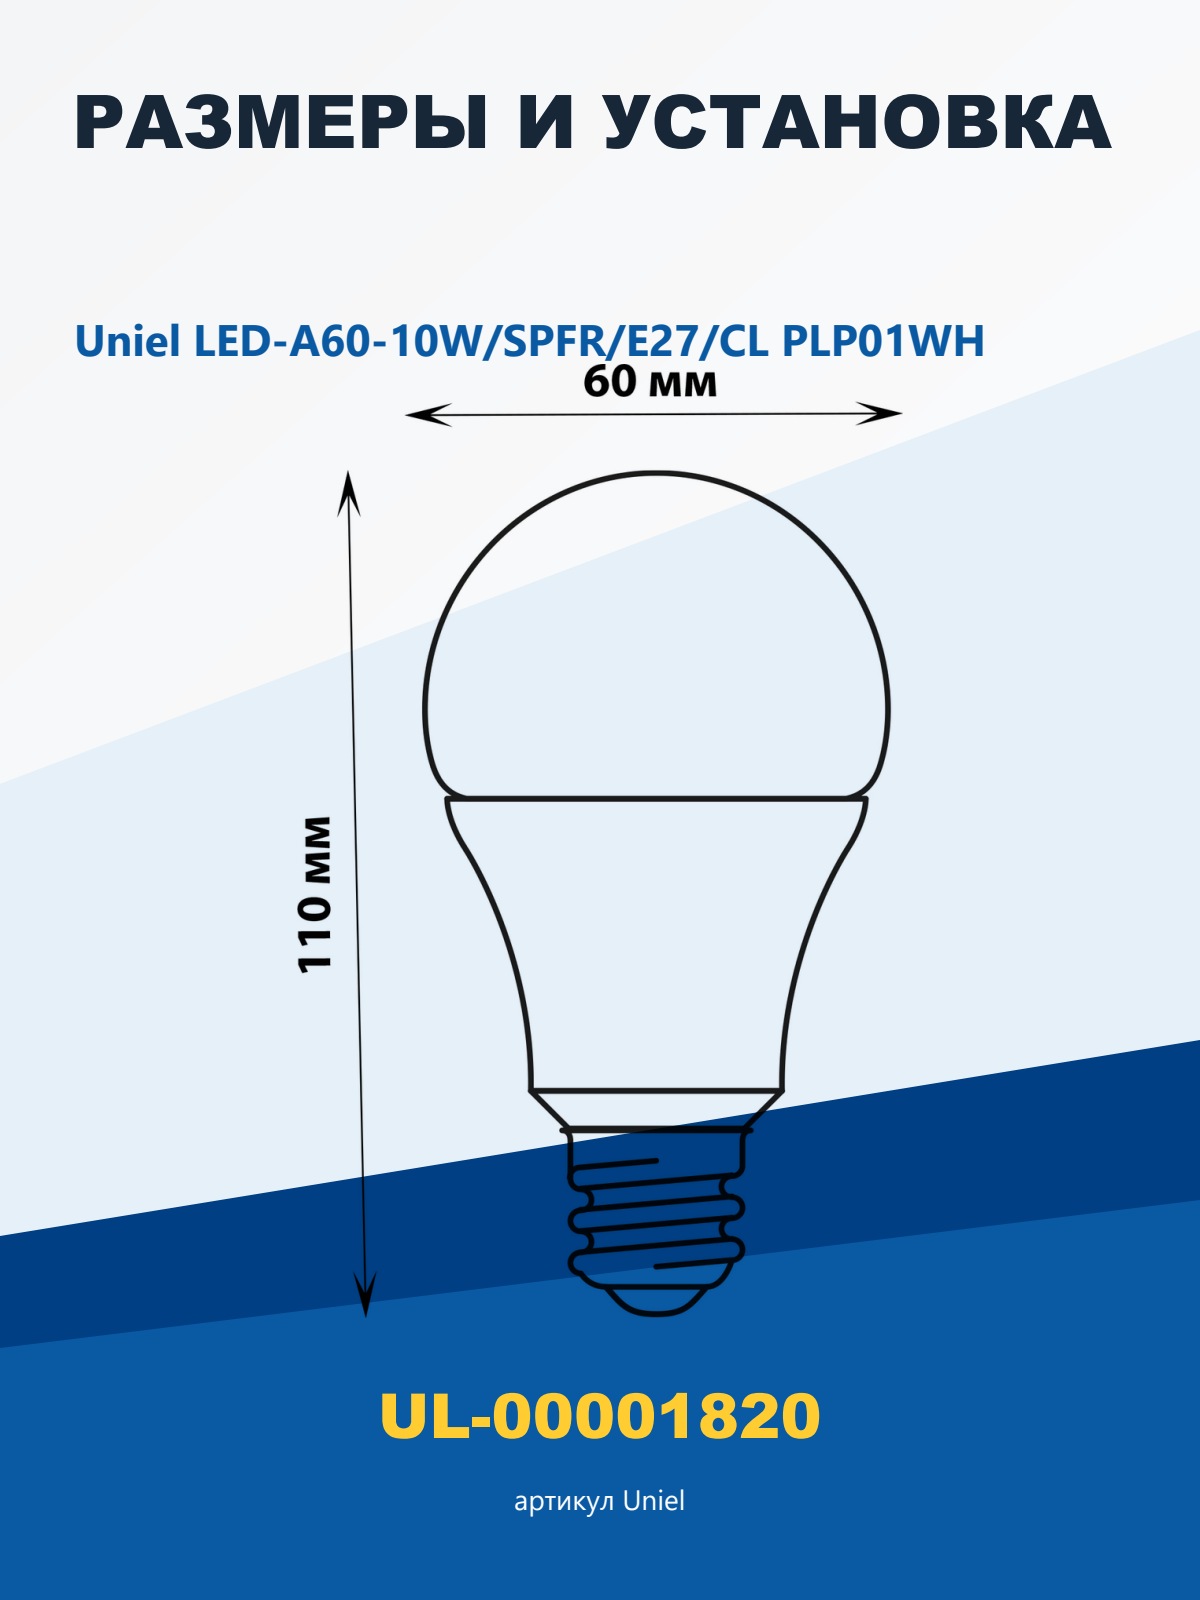 РАЗМЕРЫ И УСТАНОВКА
Uniel LED-A60-10W/SPFR/E27/CL PLP01WH
60 мм
110 мм
UL-00001820
артикул Uniel